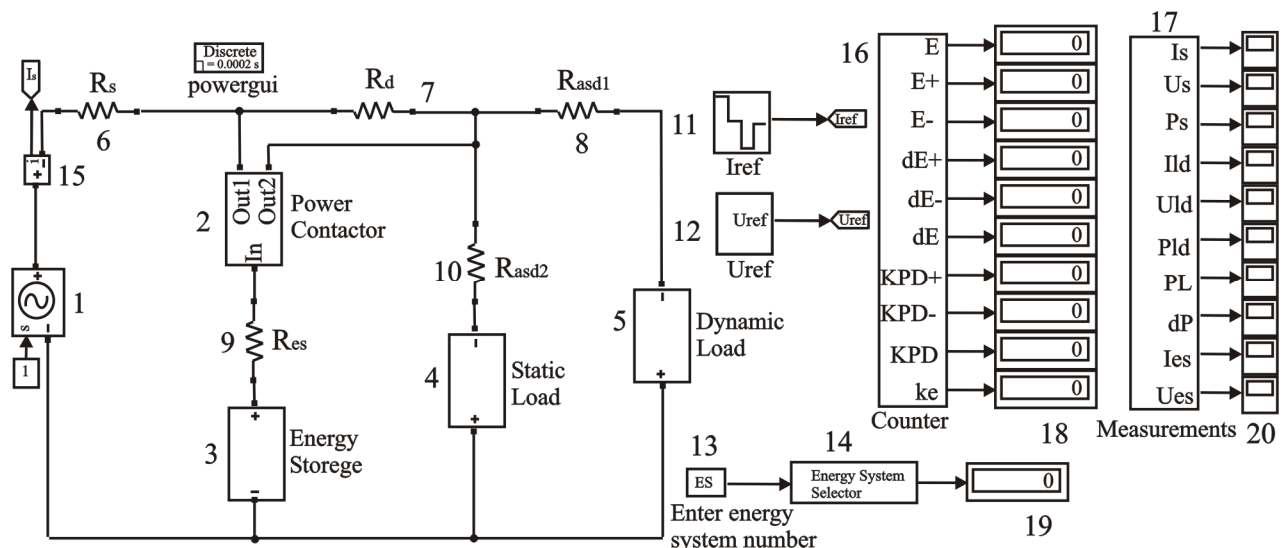 Discrete
= 0.0002 s
powergui
Is
Rs
6
Rd
7
Rasd1
8
i
+
−
15
Out1
Out2
In
2
Power
Contactor
10
Rasd2
+
−
s
1
1
9
Res
+
−
3
Energy
Storege
−
+
4
Static
Load
−
+
5
Dynamic
Load
11
Iref
Iref
12
Uref
Uref
Uref
16
E
0
E+
0
E-
0
dE+
0
dE-
0
dE
0
KPD+
0
KPD-
0
KPD
0
ke
0
Counter
18
17
Is
Us
Ps
Ild
Uld
Pld
PL
dP
Ies
Ues
Measurements
20
13
ES
Enter energy
system number
14
Energy System
Selector
0
19